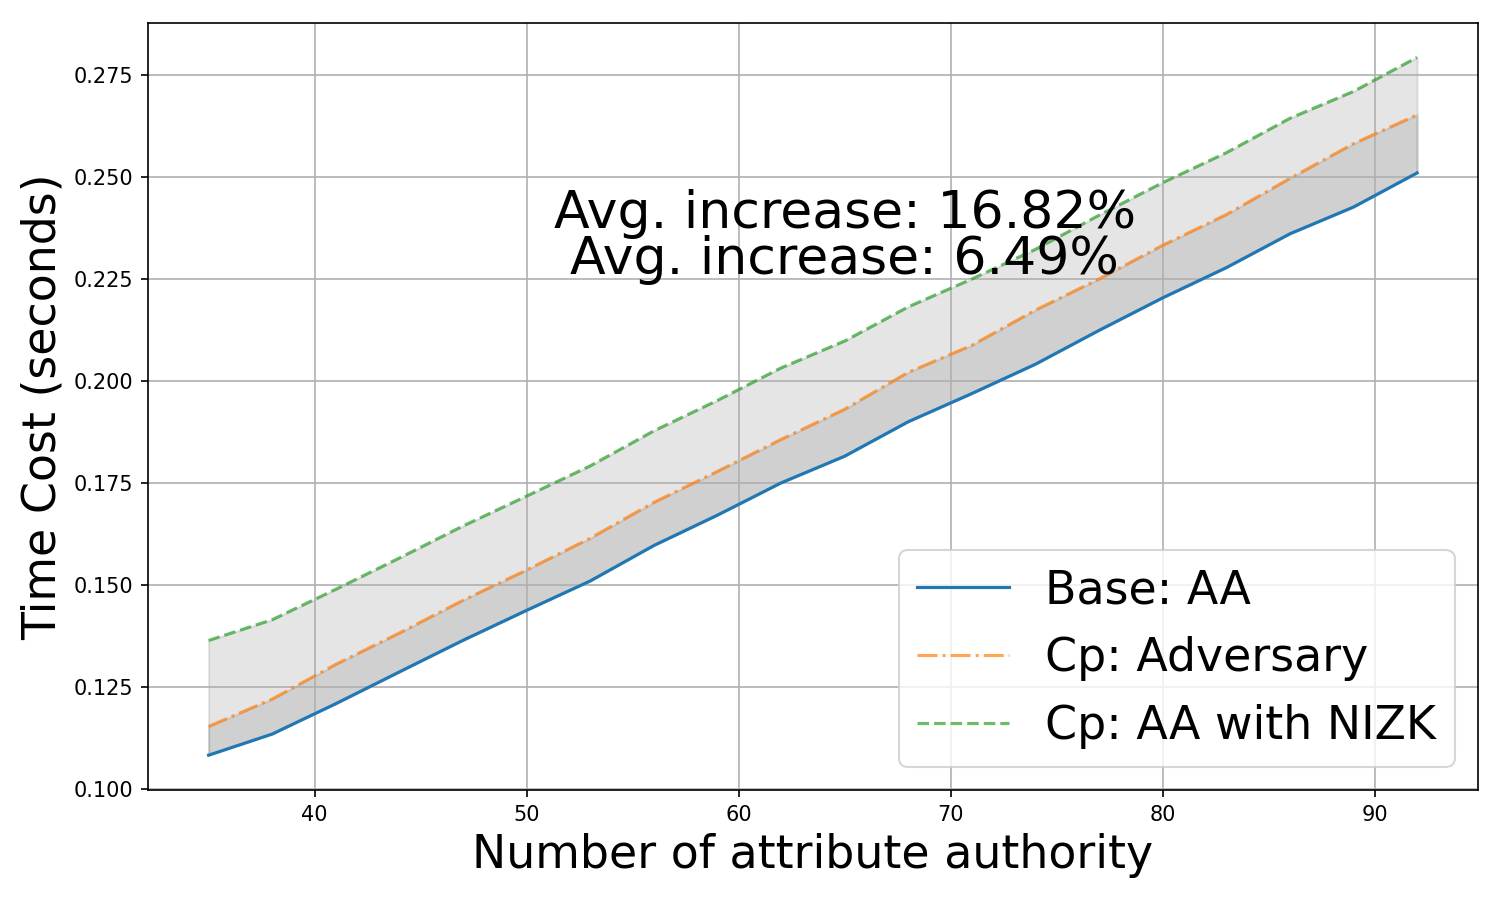 0.275
0.250
0.225
0.200
0.175
0.150
0.125
0.100
Time Cost (seconds)
Avg. increase: 16.82%
Avg. increase: 6.49%
Base: AA
Cp: Adversary
Cp: AA with NIZK
40 50 60 70 80 90
Number of attribute authority